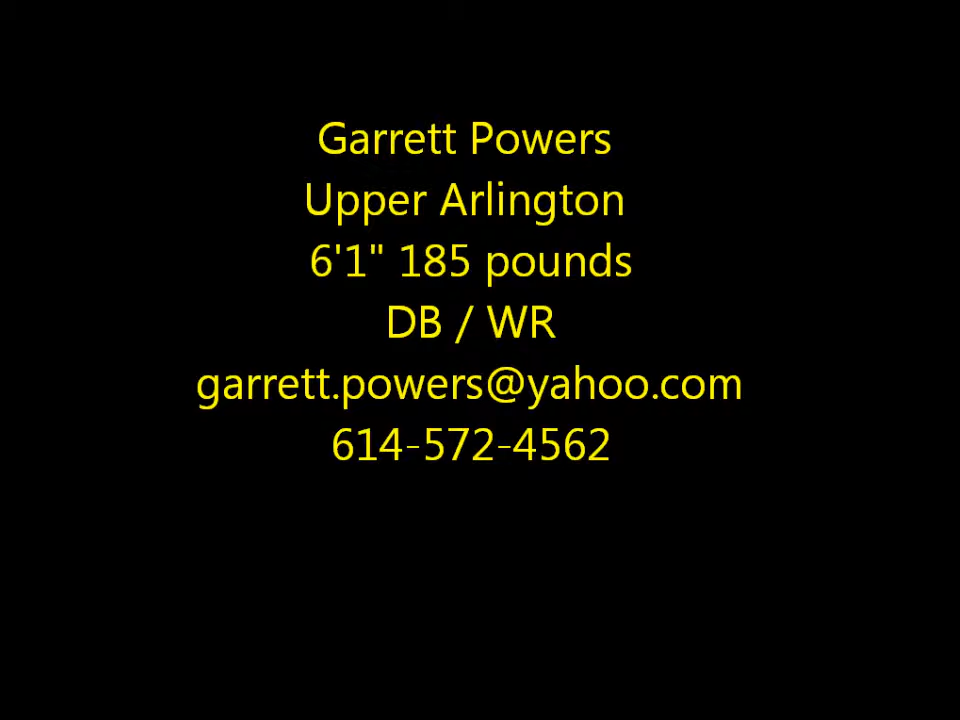 Garrett Powers
Upper Arlington
6'1" 185 pounds
DB / WR
garrett.powers@yahoo.com
614-572-4562